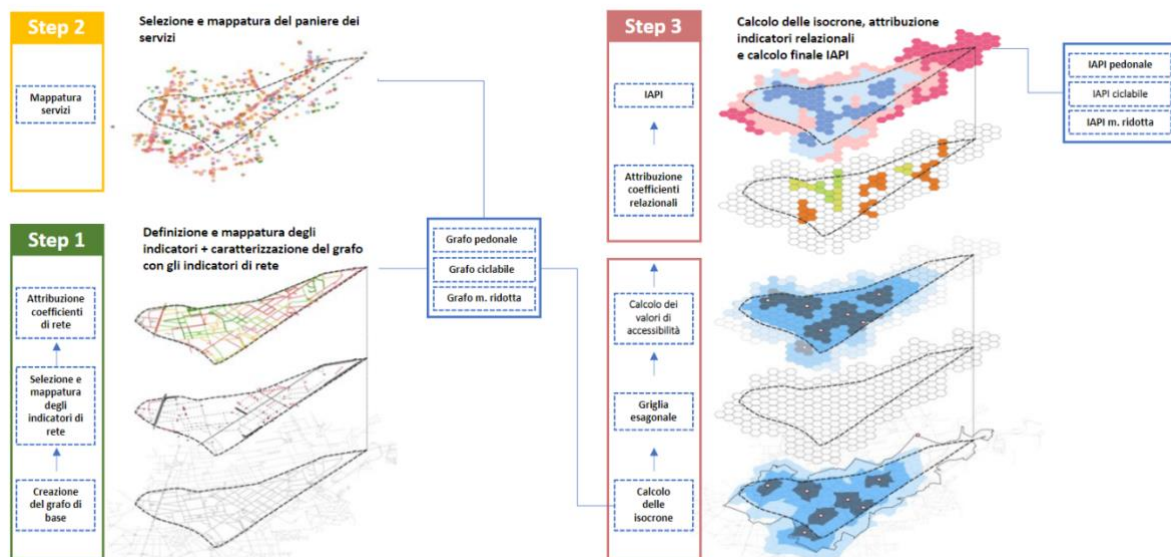 Step 2
Mappatura
servizi
Selezione e mappatura del paniere dei
servizi
Step 1
Attribuzione
coefficienti
di rete
Selezione e
mappatura
degli
indicatori di
rete
Creazione
del grafo di
base
Definizione e mappatura degli
indicatori + caratterizzazione del grafo
con gli indicatori di rete
Grafo pedonale
Grafo ciclabile
Grafo m. ridotta
Step 3
IAPI
Attribuzione
coefficienti
relazionali
Calcolo dei
valori di
accessibilità
Griglia
esagonale
Calcolo
delle
isocrone
Calcolo delle isocrone, attribuzione
indicatori relazionali
e calcolo finale IAPI
IAPI pedonale
IAPI ciclabile
IAPI m. ridotta